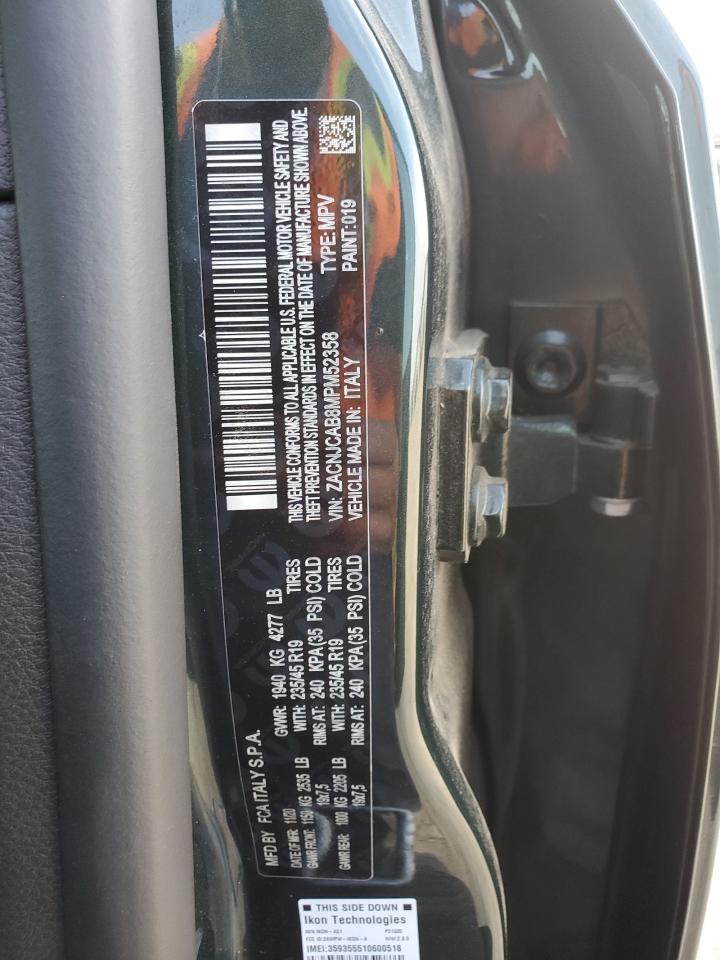 MFD BY FCA ITALY S.P.A.
DATE OF MFR: 11/20 GVWR: 1940 KG 4277 LB
GAWR FRONT: 1150 KG 2535 LB WITH: 235/45 R19 TIRES
19x7,5 RIMS AT: 240 KPA(35 PSI) COLD
GAWR REAR: 1000 KG 2205 LB WITH: 235/45 R19 TIRES
19x7,5 RIMS AT: 240 KPA(35 PSI) COLD
THIS VEHICLE CONFORMS TO ALL APPLICABLE U.S. FEDERAL MOTOR VEHICLE SAFETY AND
THEFT PREVENTION STANDARDS IN EFFECT ON THE DATE OF MANUFACTURE SHOWN ABOVE.
VIN: ZACNJCAB8MPM52358 TYPE: MPV
VEHICLE MADE IN: ITALY PAINT: 019
THIS SIDE DOWN
Ikon Technologies
H/W:2.0.0
IMEI:359355510600518